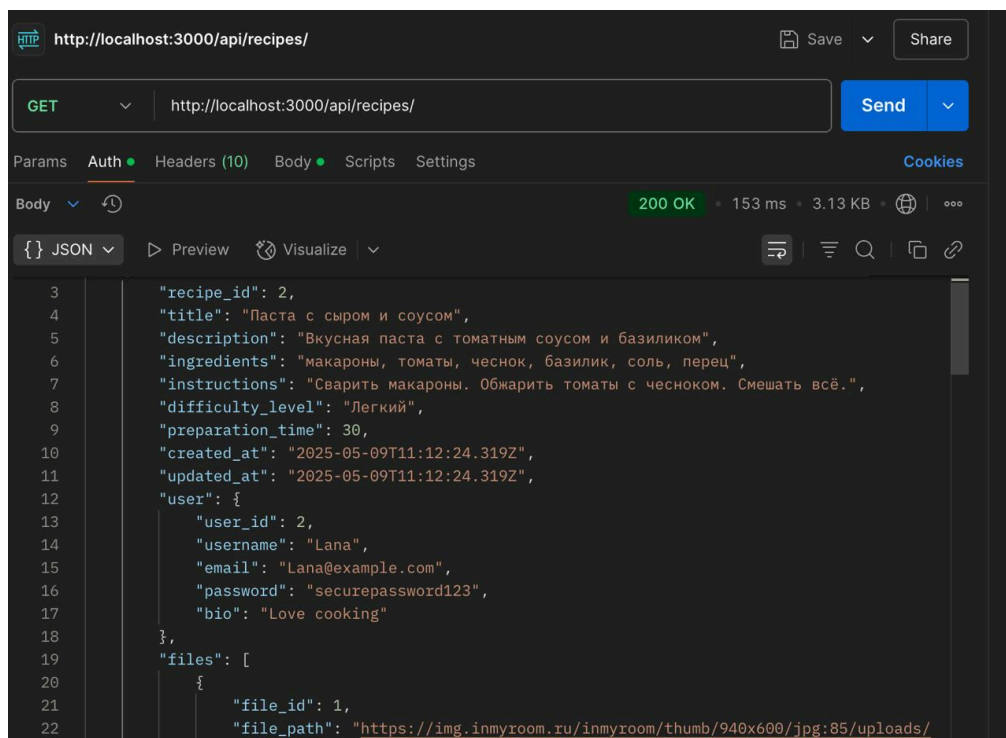 HTTP http://localhost:3000/api/recipes/ Save Share
GET http://localhost:3000/api/recipes/ Send
Params Auth Headers (10) Body Scripts Settings Cookies
Body 200 OK 153 ms 3.13 KB
{} JSON Preview Visualize
3 "recipe_id": 2,
4 "title": "Паста с сыром и соусом",
5 "description": "Вкусная паста с томатным соусом и базиликом",
6 "ingredients": "макароны, томаты, чеснок, базилик, соль, перец",
7 "instructions": "Сварить макароны. Обжарить томаты с чесноком. Смешать всё.",
8 "difficulty_level": "Легкий",
9 "preparation_time": 30,
10 "created_at": "2025-05-09T11:12:24.319Z",
11 "updated_at": "2025-05-09T11:12:24.319Z",
12 "user": {
13 "user_id": 2,
14 "username": "Lana",
15 "email": "Lana@example.com",
16 "password": "securepassword123",
17 "bio": "Love cooking"
18 },
19 "files": [
20 {
21 "file_id": 1,
22 "file_path": "https://img.inmyroom.ru/inmyroom/thumb/940x600/jpg:85/uploads/